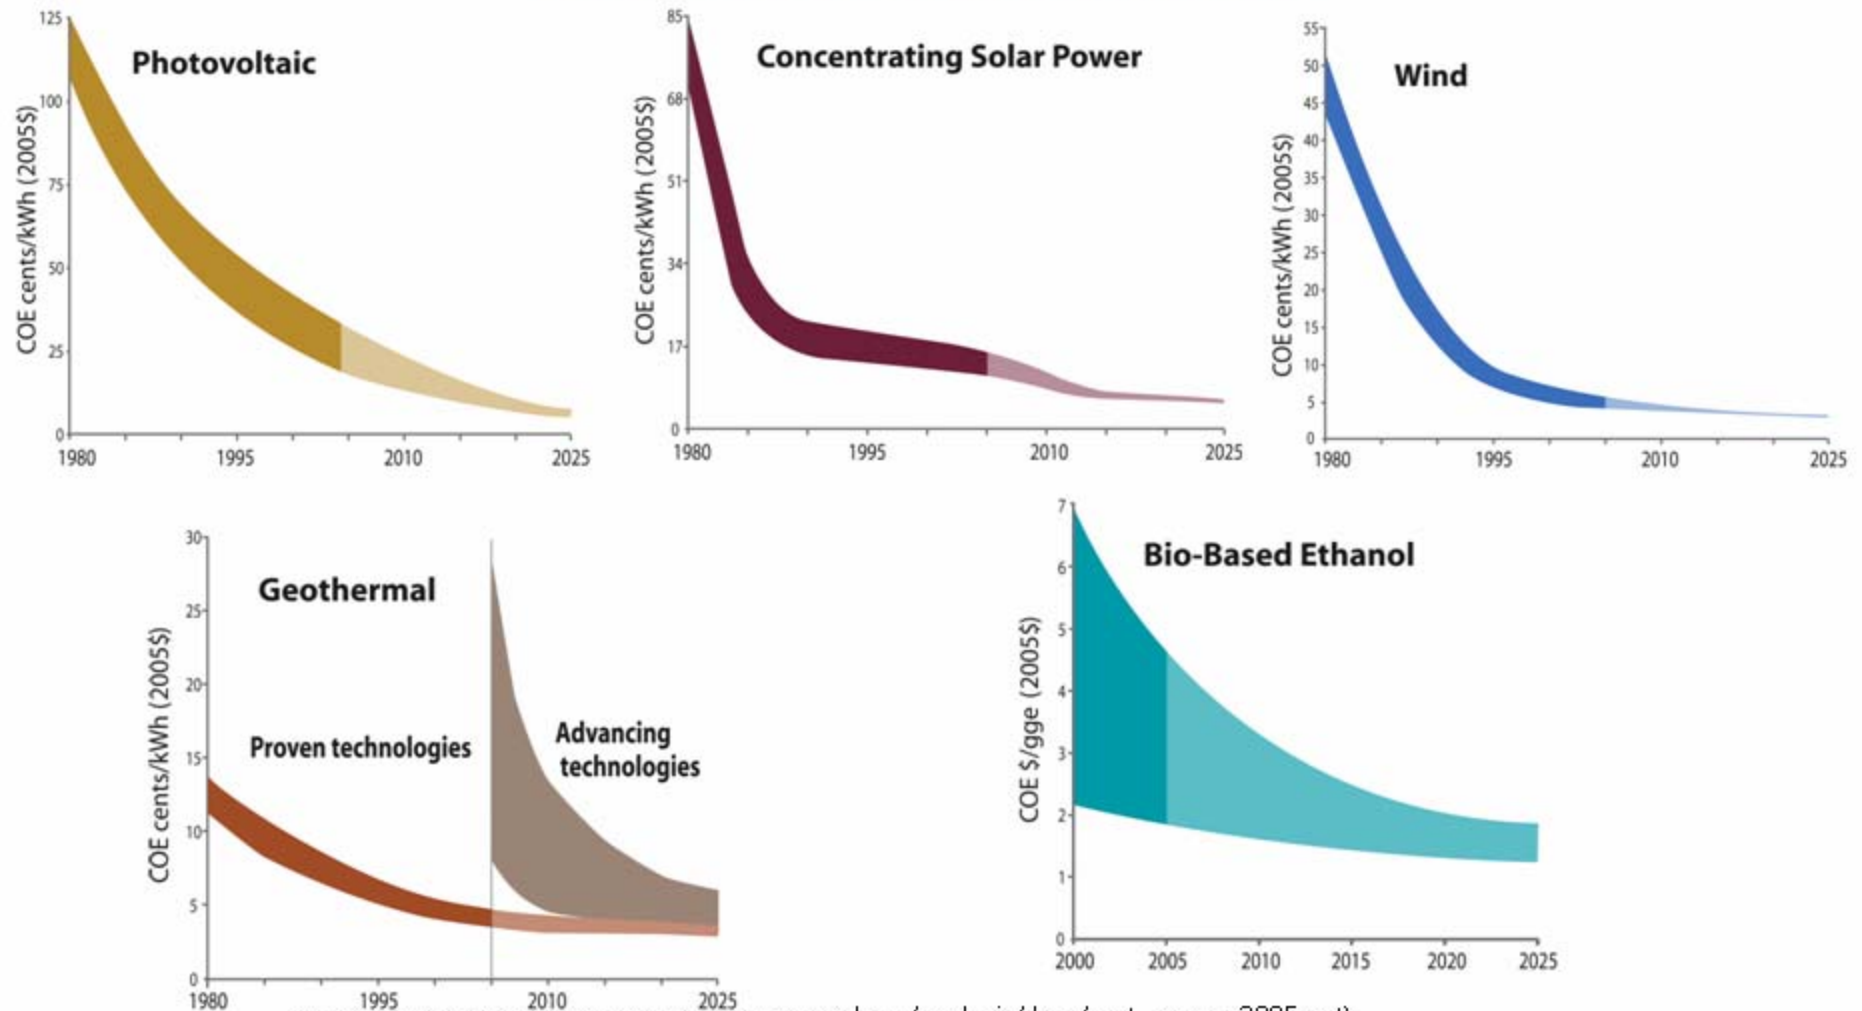 Photovoltaic
COE cents/kWh (2005$)
125
100
75
50
25
0
1980 1995 2010 2025
Concentrating Solar Power
COE cents/kWh (2005$)
85
68
51
34
17
0
1980 1995 2010 2025
Wind
COE cents/kWh (2005$)
55
50
45
40
35
30
25
20
15
10
5
0
1980 1995 2010 2025
Geothermal
COE cents/kWh (2005$)
30
25
20
15
10
5
0
Proven technologies
Advancing
technologies
1980 1995 2010 2025
Bio-Based Ethanol
COE $/gge (2005$)
7
6
5
4
3
2
1
0
2000 2005 2010 2015 2020 2025